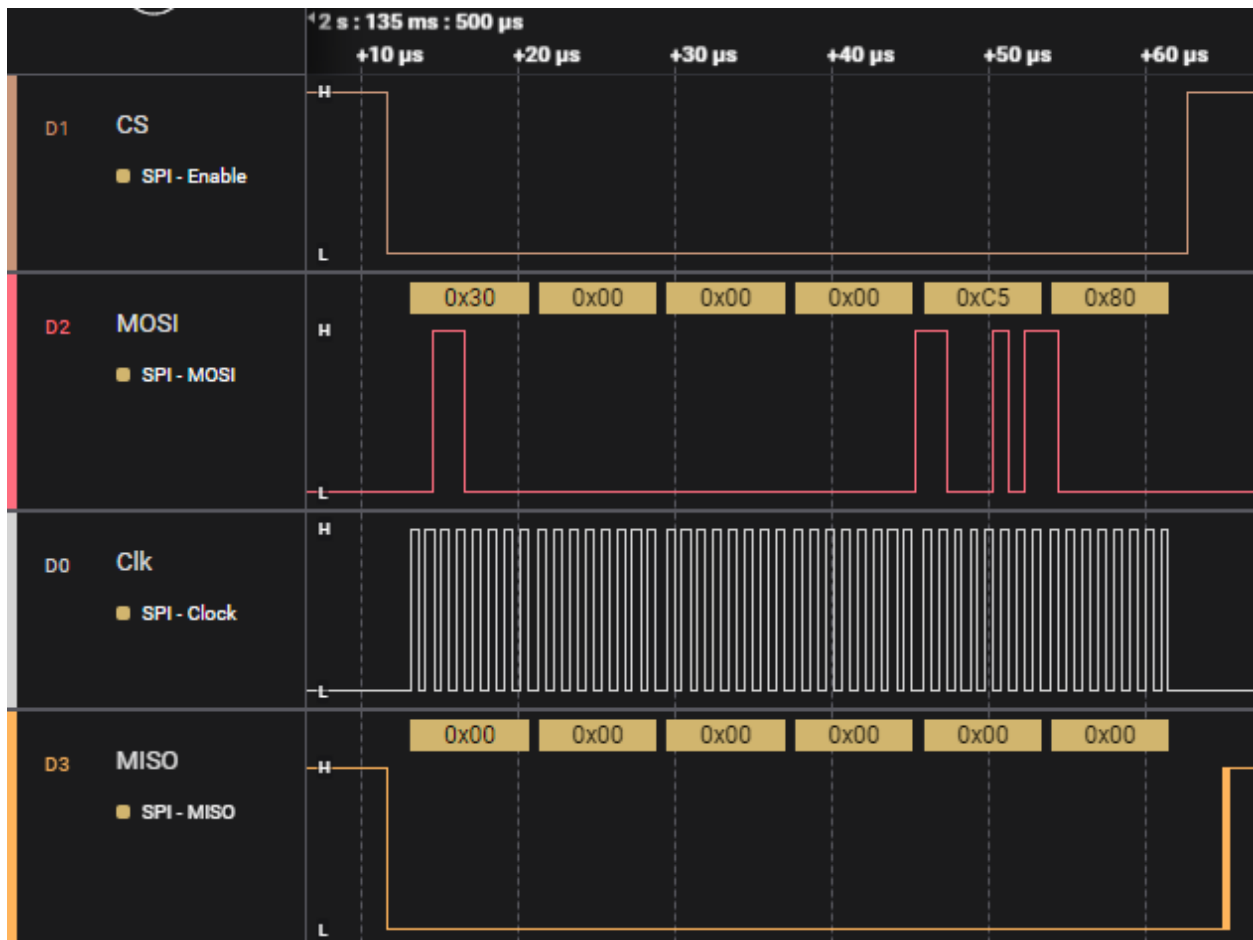 2 s : 135 ms : 500 µs
+10 µs +20 µs +30 µs +40 µs +50 µs +60 µs
D1 CS
SPI - Enable
H
L
0x30 0x00 0x00 0x00 0xC5 0x80
D2 MOSI
SPI - MOSI
H
L
D0 Clk
SPI - Clock
H
L
0x00 0x00 0x00 0x00 0x00 0x00
D3 MISO
SPI - MISO
H
L